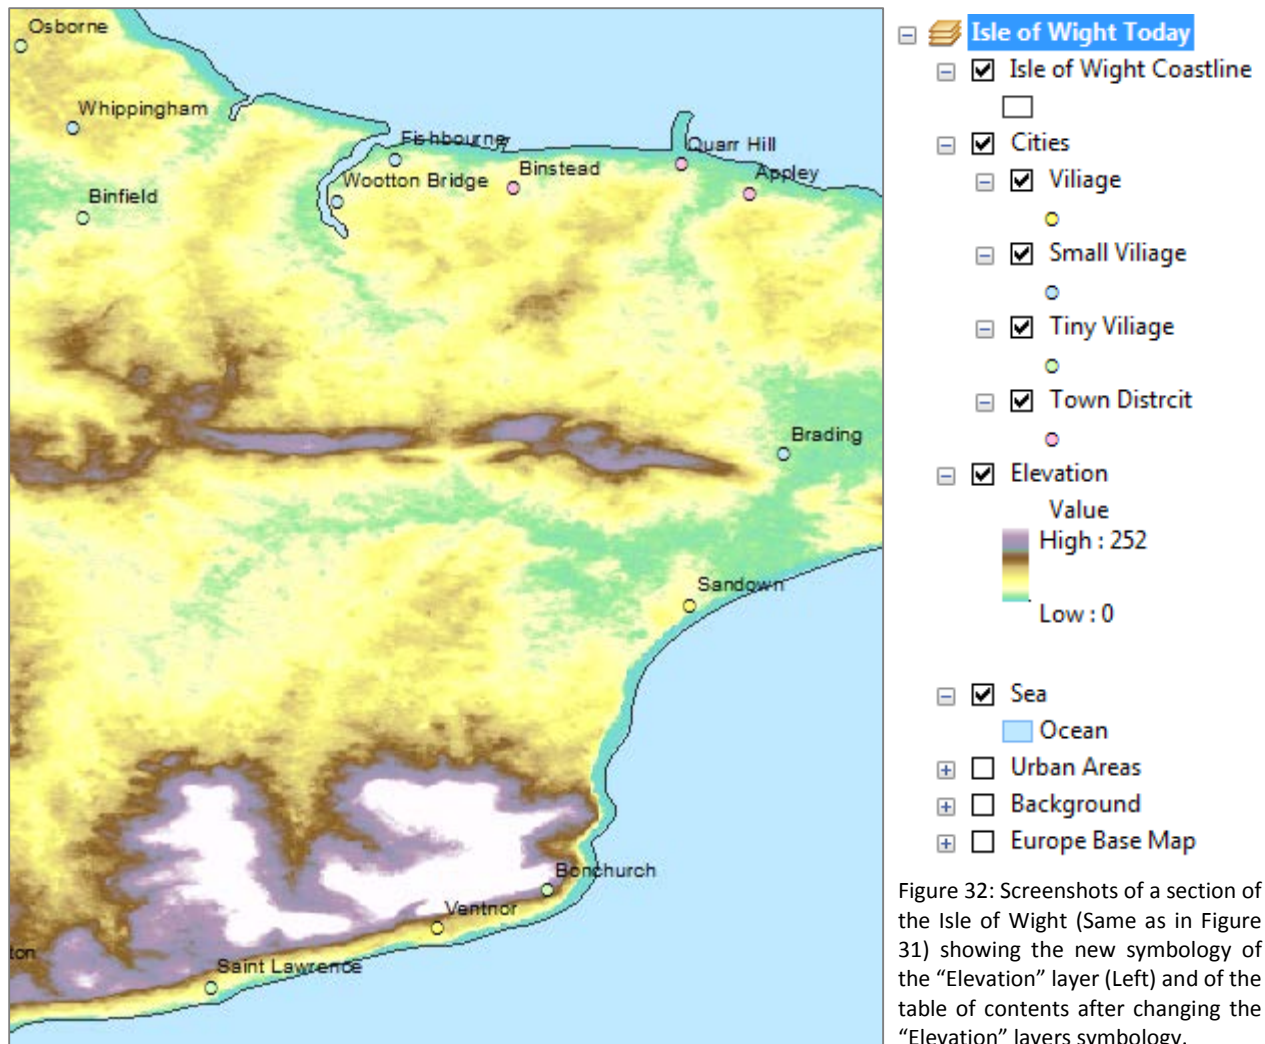 Osborne
Whippingham
Binfield
Fishbourne
Wootton Bridge
Binstead
Quarr Hill
Appley
Brading
Sandown
Bonchurch
Ventnor
ton
Saint Lawrence
Isle of Wight Today
Isle of Wight Coastline
Cities
Viliage
Small Viliage
Tiny Viliage
Town Distrcit
Elevation
Value
High : 252
Low : 0
Sea
Ocean
Urban Areas
Background
Europe Base Map
Figure 32: Screenshots of a section of
the Isle of Wight (Same as in Figure
31) showing the new symbology of
the “Elevation” layer (Left) and of the
table of contents after changing the
“Elevation” layers symbology.